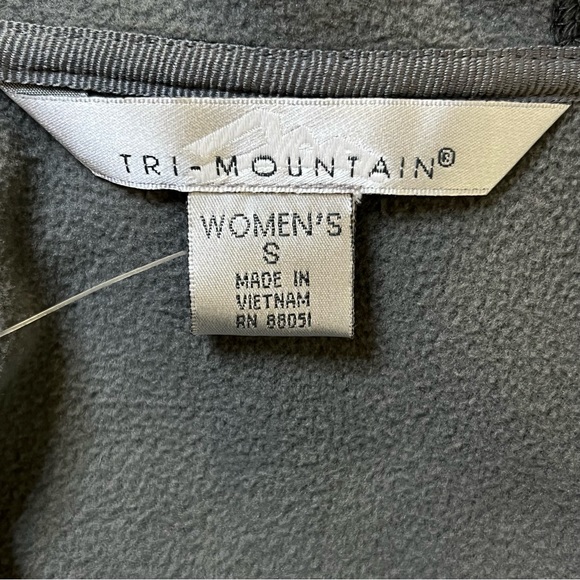 TRI-MOUNTAIN®
WOMEN'S
S
MADE IN
VIETNAM
RN 88051